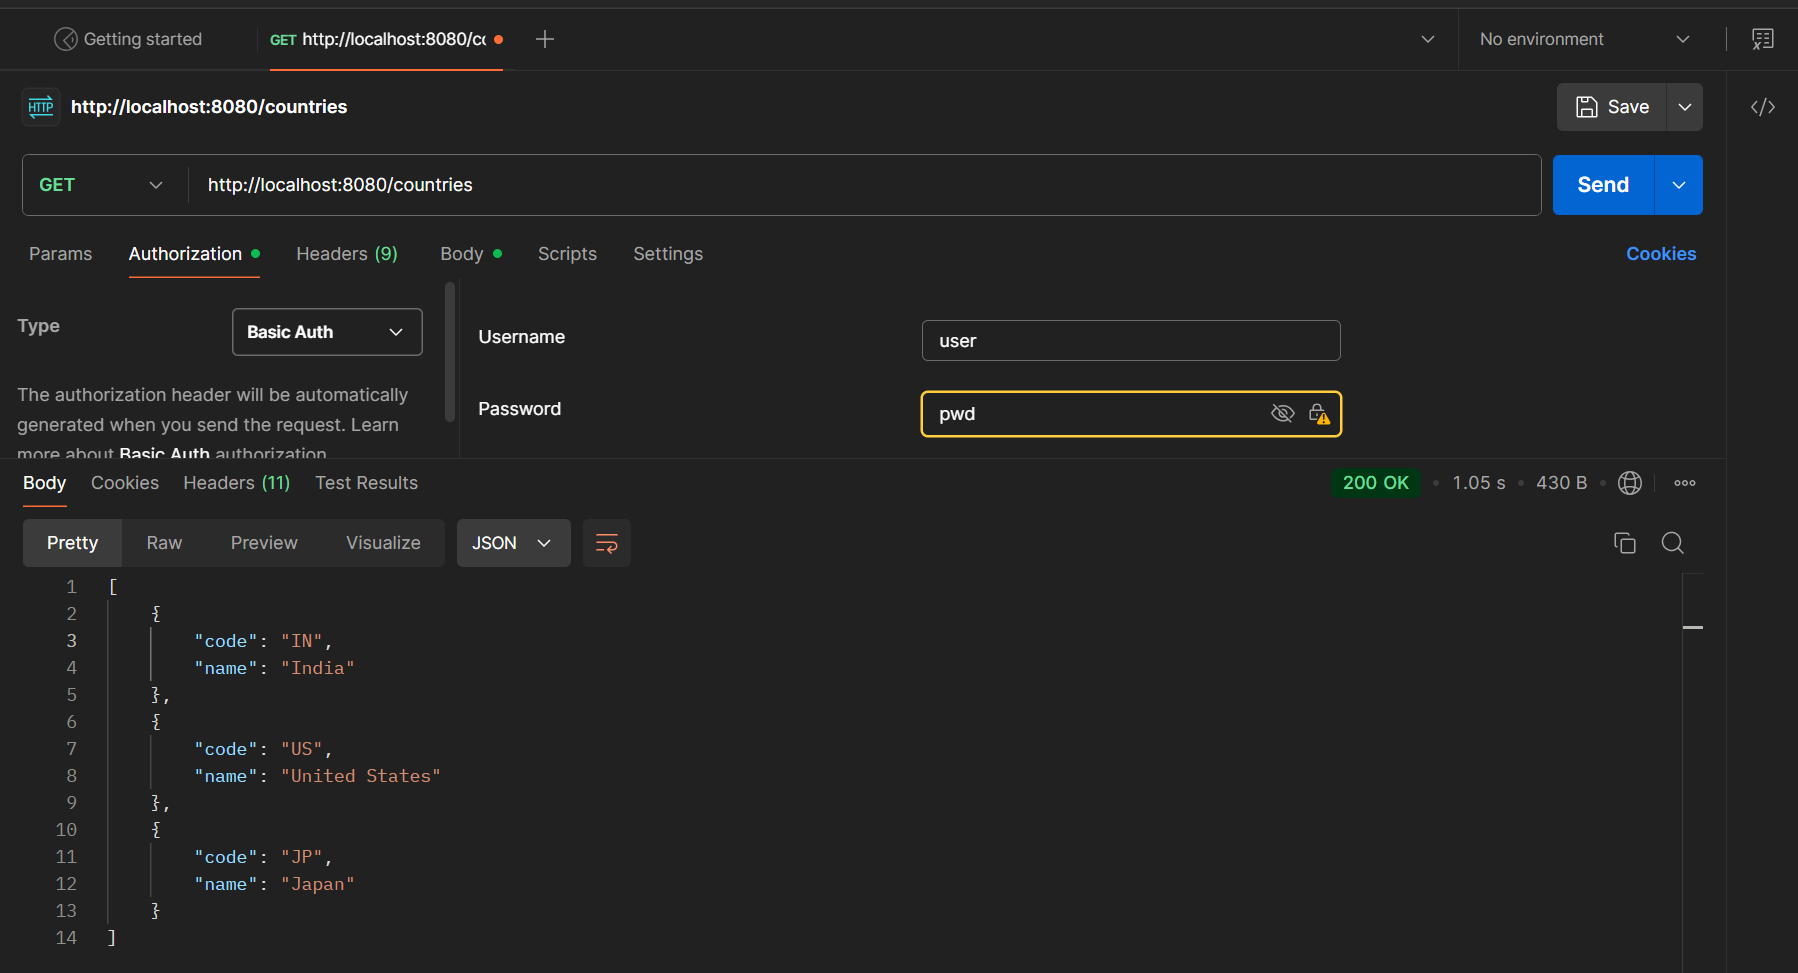 Getting started
GET http://localhost:8080/co
No environment
HTTP http://localhost:8080/countries
Save
GET http://localhost:8080/countries
Send
Params Authorization Headers (9) Body Scripts Settings Cookies
Type Basic Auth
The authorization header will be automatically
generated when you send the request. Learn
more about Basic Auth authorization
Username user
Password pwd
Body Cookies Headers (11) Test Results
200 OK • 1.05 s • 430 B
Pretty Raw Preview Visualize JSON
1 [
2 {
3 "code": "IN",
4 "name": "India"
5 },
6 {
7 "code": "US",
8 "name": "United States"
9 },
10 {
11 "code": "JP",
12 "name": "Japan"
13 }
14 ]